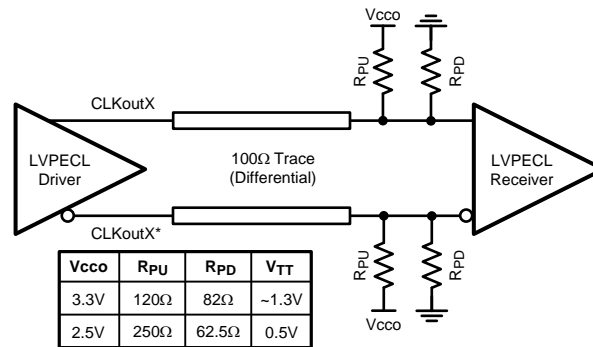 Vcco
RPU
RPD
CLKoutX
LVPECL
Driver
100Ω Trace
(Differential)
LVPECL
Receiver
CLKoutX*
RPU
RPD
Vcco
Vcco RPU RPD VTT
3.3V 120Ω 82Ω ~1.3V
2.5V 250Ω 62.5Ω 0.5V